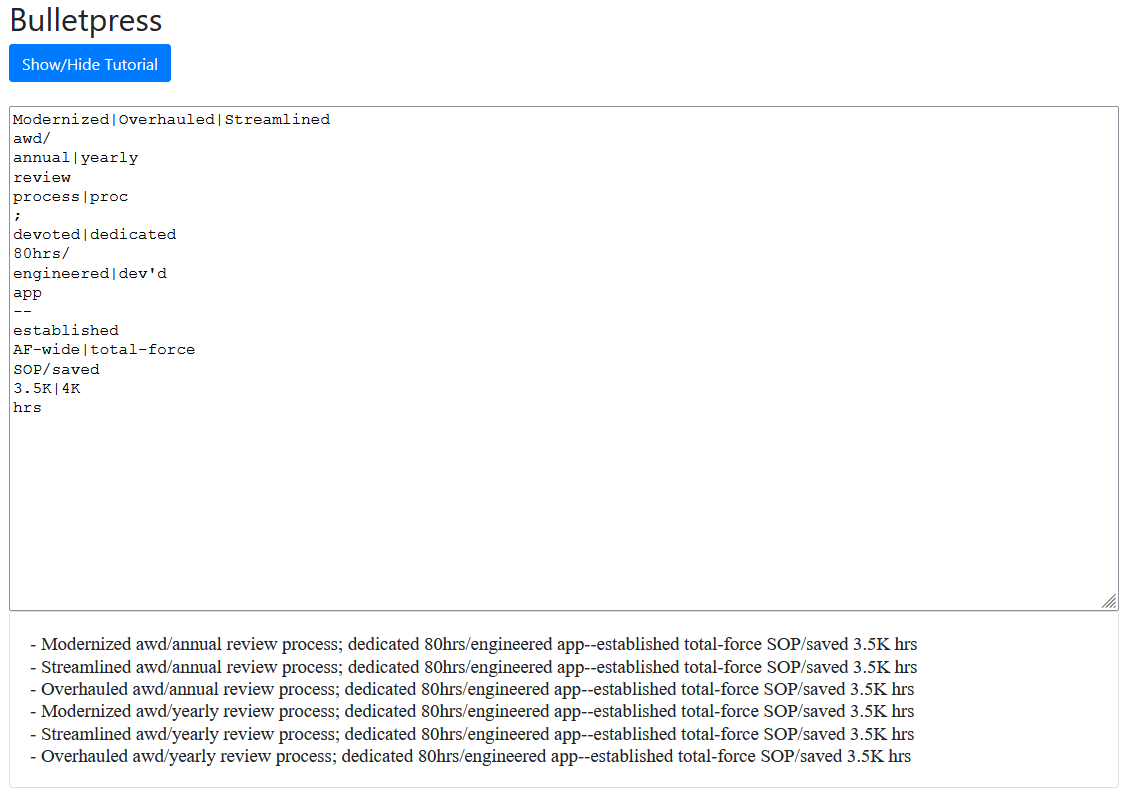 Bulletpress
Show/Hide Tutorial
Modernized|Overhauled|Streamlined
awd/
annual|yearly
review
process|proc
;
devoted|dedicated
80hrs/
engineered|dev'd
app
--
established
AF-wide|total-force
SOP/saved
3.5K|4K
hrs
- Modernized awd/annual review process; dedicated 80hrs/engineered app--established total-force SOP/saved 3.5K hrs
- Streamlined awd/annual review process; dedicated 80hrs/engineered app--established total-force SOP/saved 3.5K hrs
- Overhauled awd/annual review process; dedicated 80hrs/engineered app--established total-force SOP/saved 3.5K hrs
- Modernized awd/yearly review process; dedicated 80hrs/engineered app--established total-force SOP/saved 3.5K hrs
- Streamlined awd/yearly review process; dedicated 80hrs/engineered app--established total-force SOP/saved 3.5K hrs
- Overhauled awd/yearly review process; dedicated 80hrs/engineered app--established total-force SOP/saved 3.5K hrs